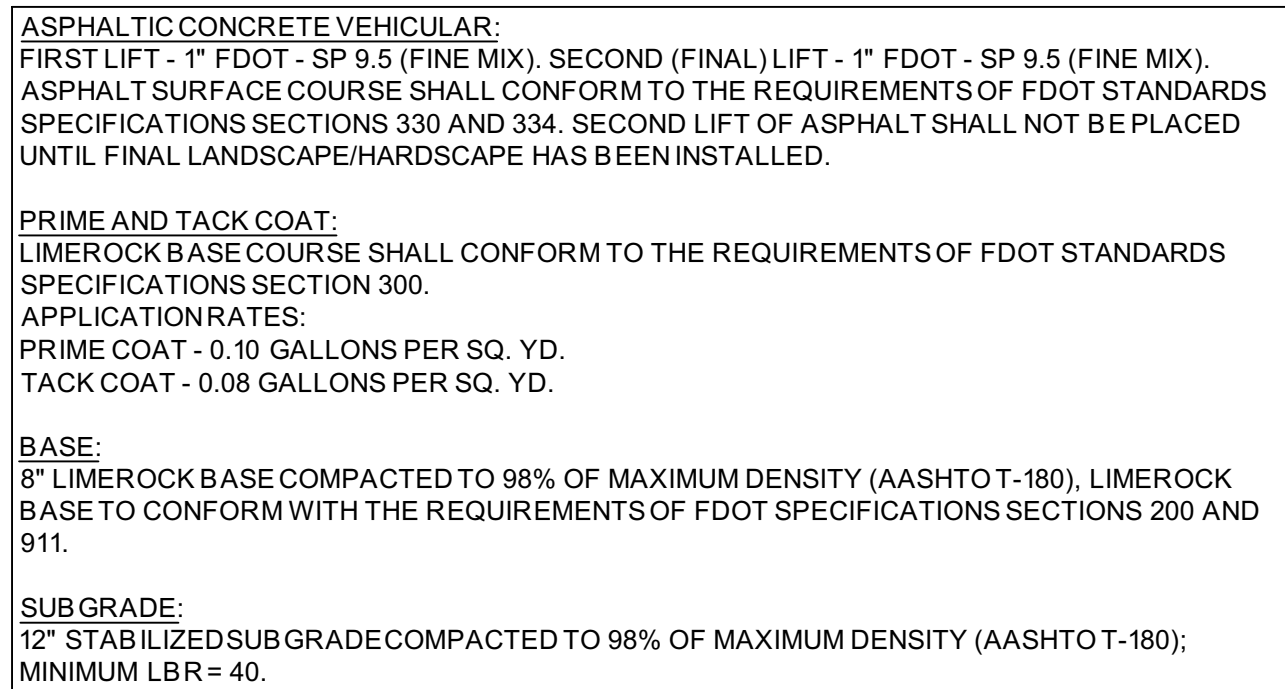 ASPHALTIC CONCRETE VEHICULAR:
FIRST LIFT - 1" FDOT - SP 9.5 (FINE MIX). SECOND (FINAL) LIFT - 1" FDOT - SP 9.5 (FINE MIX).
ASPHALT SURFACE COURSE SHALL CONFORM TO THE REQUIREMENTS OF FDOT STANDARDS
SPECIFICATIONS SECTIONS 330 AND 334. SECOND LIFT OF ASPHALT SHALL NOT BE PLACED
UNTIL FINAL LANDSCAPE/HARDSCAPE HAS BEEN INSTALLED.
PRIME AND TACK COAT:
LIMEROCK BASE COURSE SHALL CONFORM TO THE REQUIREMENTS OF FDOT STANDARDS
SPECIFICATIONS SECTION 300.
APPLICATION RATES:
PRIME COAT - 0.10 GALLONS PER SQ. YD.
TACK COAT - 0.08 GALLONS PER SQ. YD.
BASE:
8" LIMEROCK BASE COMPACTED TO 98% OF MAXIMUM DENSITY (AASHTO T-180), LIMEROCK
BASE TO CONFORM WITH THE REQUIREMENTS OF FDOT SPECIFICATIONS SECTIONS 200 AND
911.
SUBGRADE:
12" STABILIZED SUBGRADE COMPACTED TO 98% OF MAXIMUM DENSITY (AASHTO T-180);
MINIMUM LBR = 40.